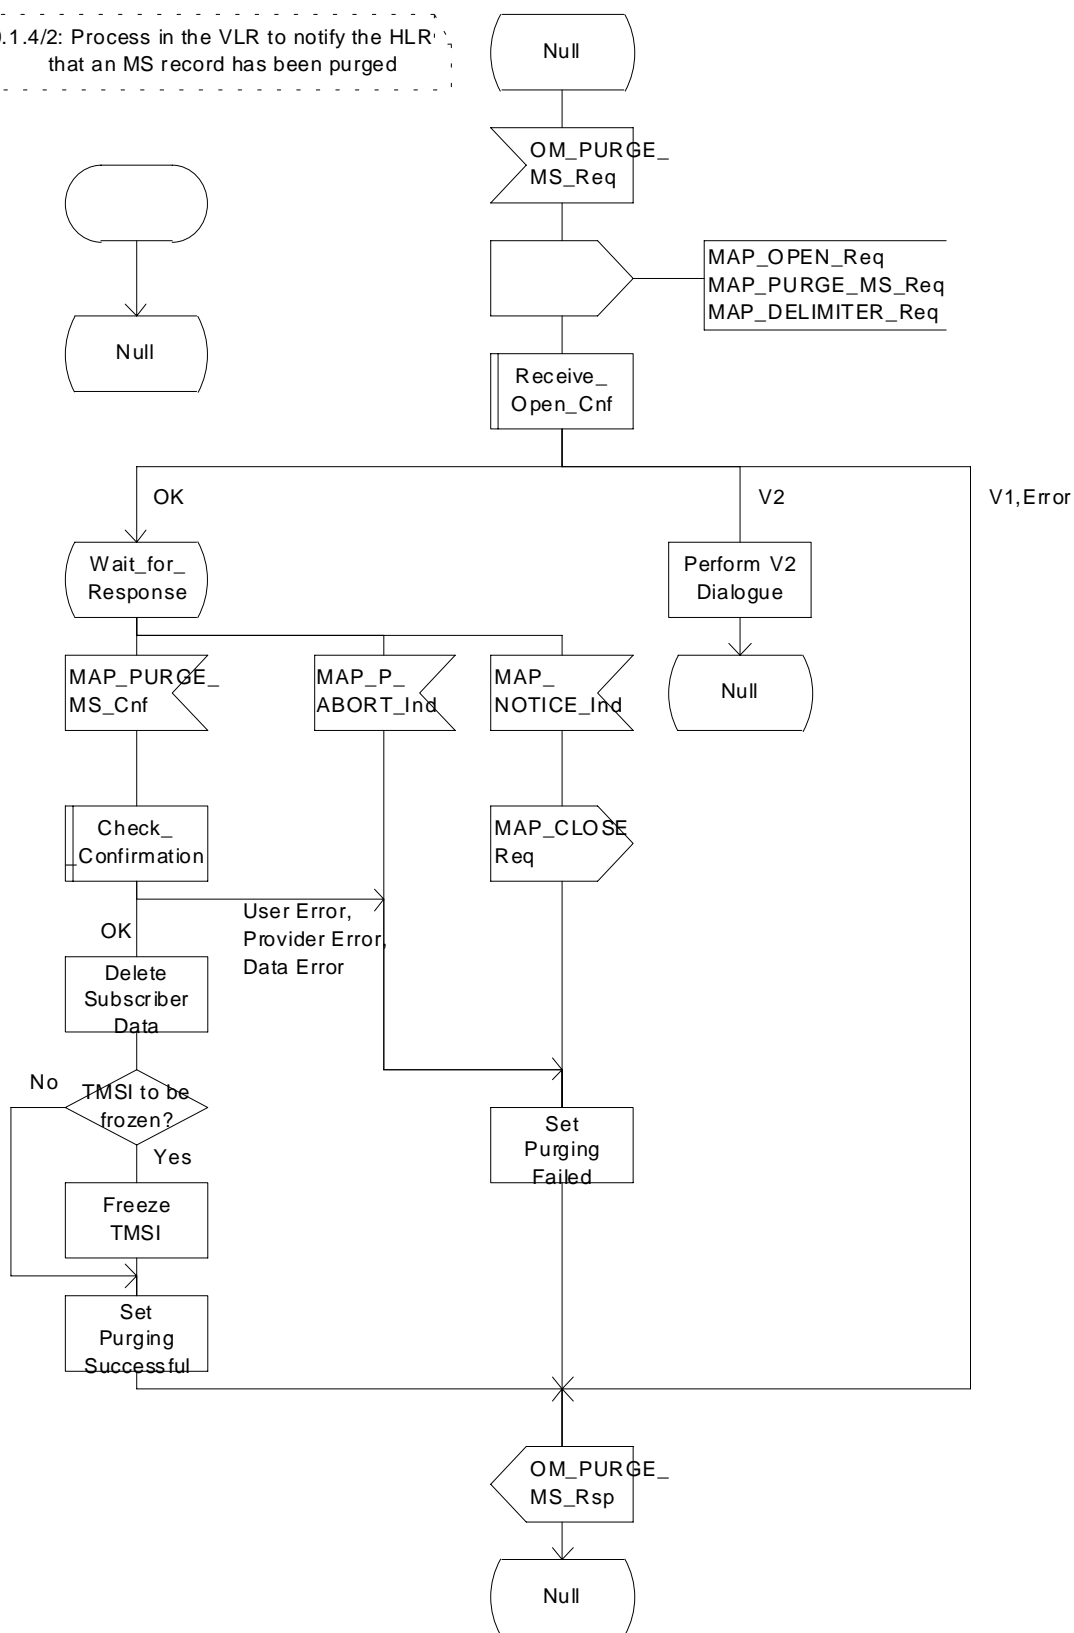 .1.4/2: Process in the VLR to notify the HLR
that an MS record has been purged
Null
OM_PURGE_
MS_Req
MAP_OPEN_Req
MAP_PURGE_MS_Req
MAP_DELIMITER_Req
Null
Receive_
Open_Cnf
OK
V2
V1,Error
Wait_for_
Response
Perform V2
Dialogue
MAP_PURGE_
MS_Cnf
MAP_P_
ABORT_Ind
MAP_
NOTICE_Ind
Null
Check_
Confirmation
MAP_CLOSE_
Req
User Error,
Provider Error,
Data Error
OK
Delete
Subscriber
Data
No
TMSI to be
frozen?
Yes
Set
Purging
Failed
Freeze
TMSI
Set
Purging
Successful
OM_PURGE_
MS_Rsp
Null